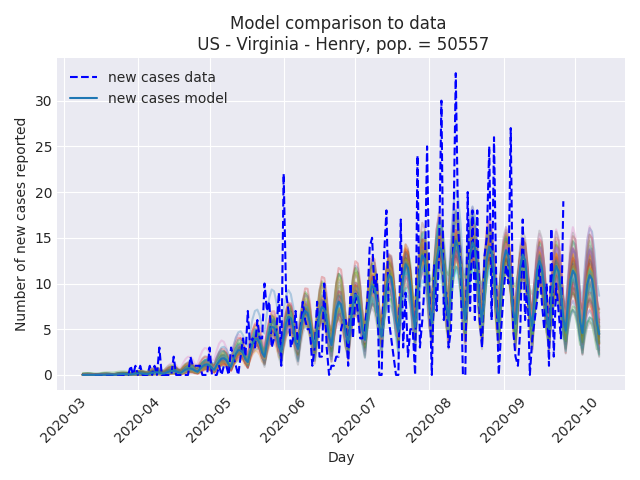 Model comparison to data
US - Virginia - Henry, pop. = 50557
new cases data
new cases model
Number of new cases reported
30
25
20
15
10
5
0
2020-03
2020-04
2020-05
2020-06
2020-07
2020-08
2020-09
2020-10
Day